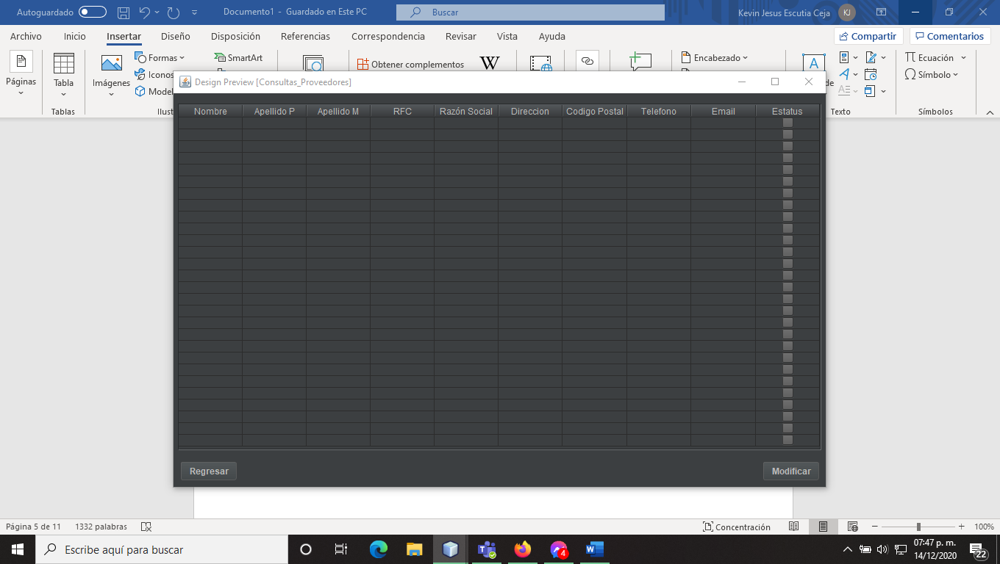 Autoguardado
Documento1 - Guardado en Este PC
Buscar
Kevin Jesus Escutia Ceja
KJ
Archivo Inicio Insertar Diseño Disposición Referencias Correspondencia Revisar Vista Ayuda
Compartir
Comentarios
Páginas
Tabla
Tablas
Imágenes
Formas
Iconos
Model
SmartArt
Ilust
Obtener complementos
W
Encabezado
A
de
Texto
Ecuación
Símbolo
Símbolos
Design Preview [Consultas_Proveedores]
Nombre Apellido P Apellido M RFC Razón Social Direccion Codigo Postal Telefono Email Estatus
Regresar
Modificar
Página 5 de 11 1332 palabras
Concentración
100%
Escribe aquí para buscar
4
07:47 p. m.
14/12/2020
22